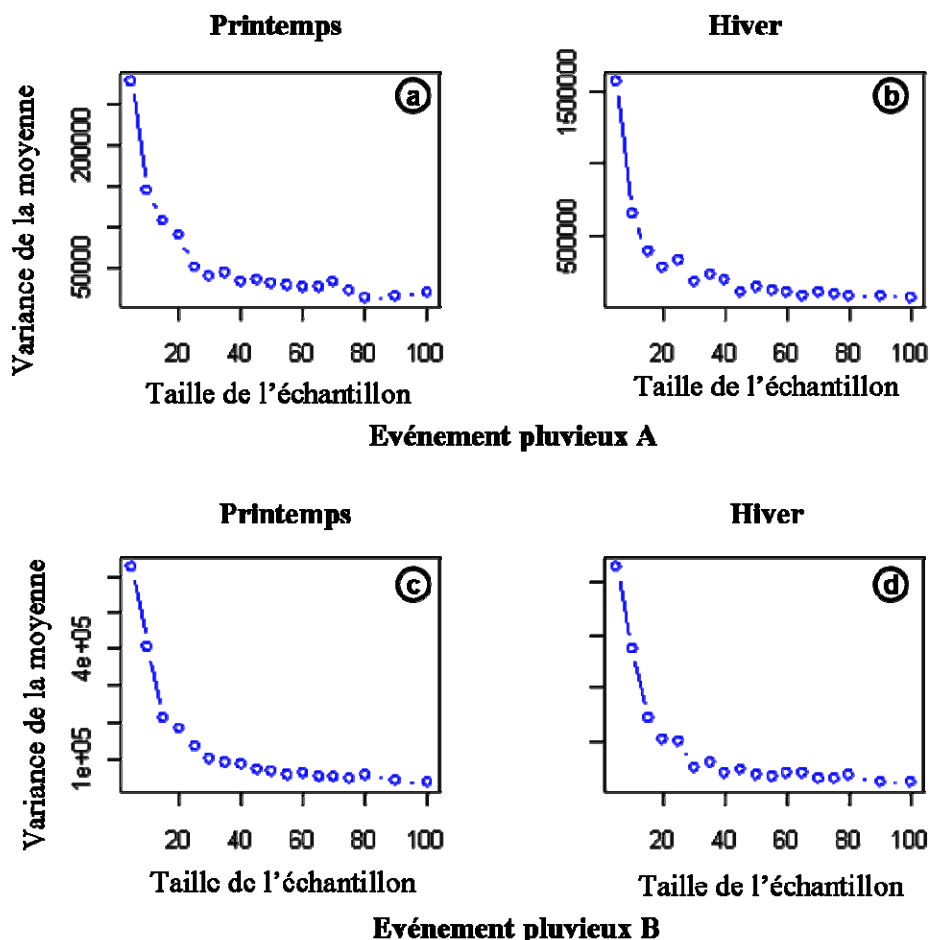 Printemps
Hiver
Variance de la moyenne
50000
200000
a
20 40 60 80 100
Taille de l'échantillon
500000
1500000
b
20 40 60 80 100
Taille de l'échantillon
Evénement pluvieux A
Printemps
Hiver
Variance de la moyenne
1e+05
4e+05
c
20 40 60 80 100
Taille de l'échantillon
d
20 40 60 80 100
Taille de l'échantillon
Evénement pluvieux B